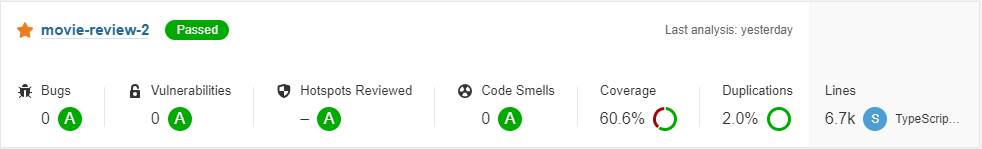 movie-review-2 Passed Last analysis: yesterday
Bugs Vulnerabilities Hotspots Reviewed Code Smells Coverage Duplications Lines
0 A 0 A – A 0 A 60.6% 2.0% 6.7k S TypeScrip...